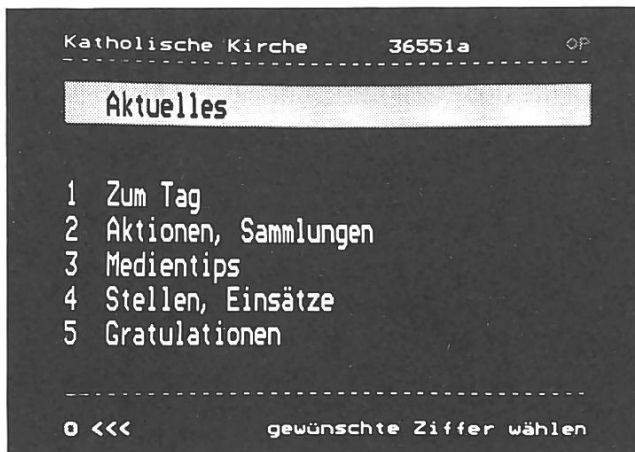 Katholische Kirche 36551a 0P
Aktuelles
1 Zum Tag
2 Aktionen, Sammlungen
3 Medientips
4 Stellen, Einsätze
5 Gratulationen
0 <<< gewünschte Ziffer wählen